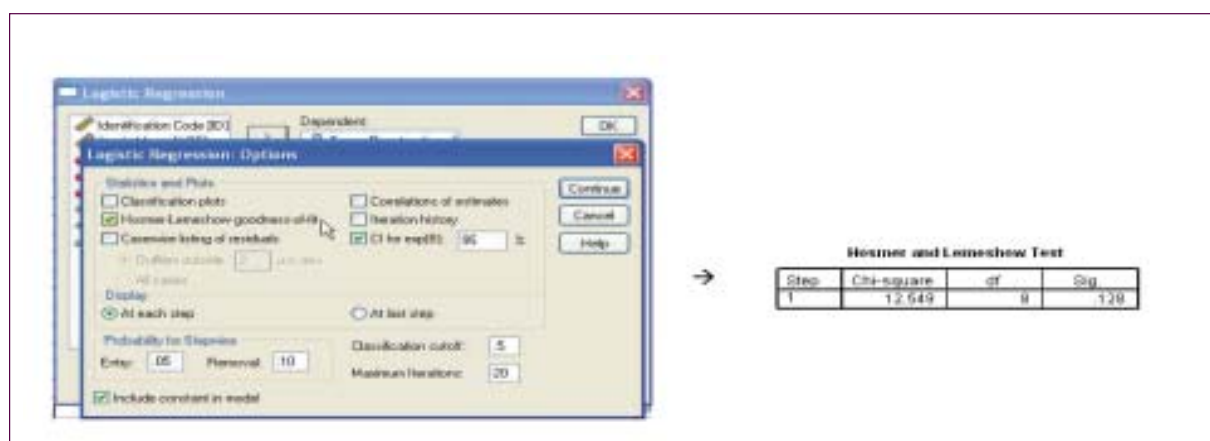 Logistic Regression
Identification Code [ID]
Dependent:
OK
Logistic Regression: Options
Statistics and Plots
Classification plots
Correlations of estimates
Hosmer-Lemeshow goodness-of-fit
Iteration history
Casewise listing of residuals
CI for exp(B): 95 %
Outliers outside 2 std. dev.
All cases
Continue
Cancel
Help
Display
At each step
At last step
Probability for Stepwise
Entry: .05 Removal: .10
Classification cutoff: .5
Maximum Iterations: 20
Include constant in model
→
Hosmer and Lemeshow Test
Step Chi-square df Sig.
1 12.549 8 .128